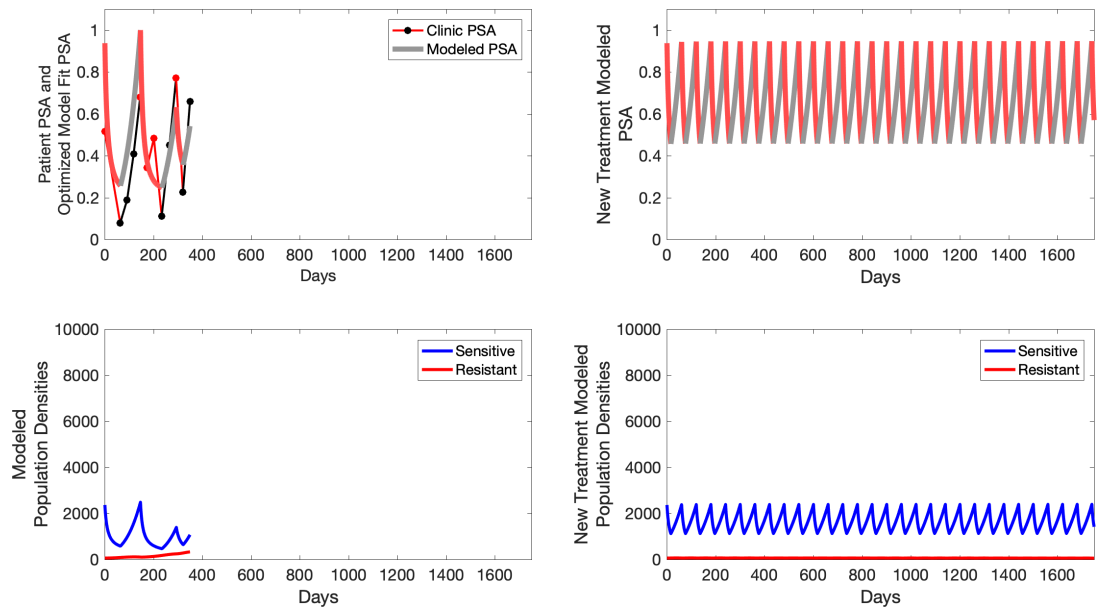 Patient PSA and
Optimized Model Fit PSA
1
0.8
0.6
0.4
0.2
0
Clinic PSA
Modeled PSA
0 200 400 600 800 1000 1200 1400 1600
Days
New Treatment Modeled
PSA
1
0.8
0.6
0.4
0.2
0
0 200 400 600 800 1000 1200 1400 1600
Days
Modeled
Population Densities
10000
8000
6000
4000
2000
0
Sensitive
Resistant
0 200 400 600 800 1000 1200 1400 1600
Days
New Treatment Modeled
Population Densities
10000
8000
6000
4000
2000
0
Sensitive
Resistant
0 200 400 600 800 1000 1200 1400 1600
Days